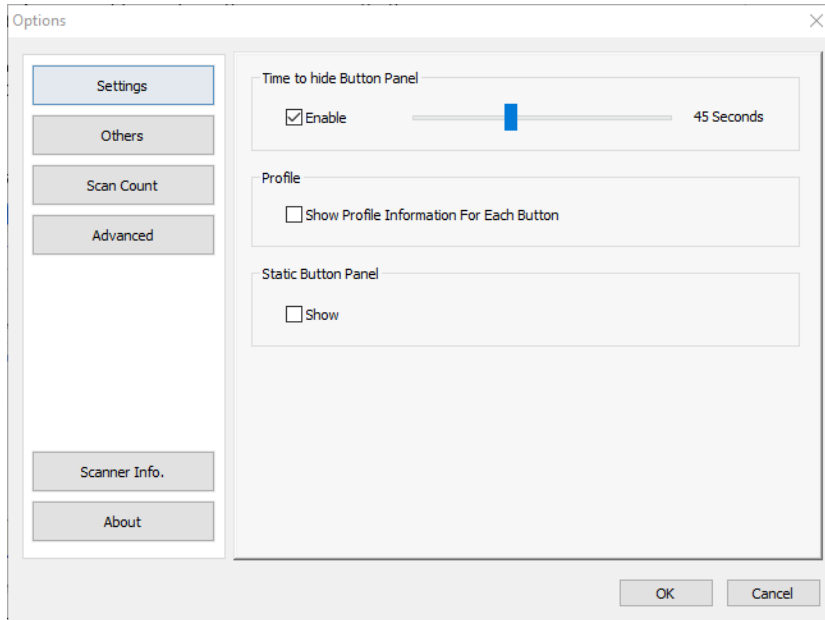 Options
Settings
Others
Scan Count
Advanced
Scanner Info.
About
Time to hide Button Panel
Enable
45 Seconds
Profile
Show Profile Information For Each Button
Static Button Panel
Show
OK
Cancel